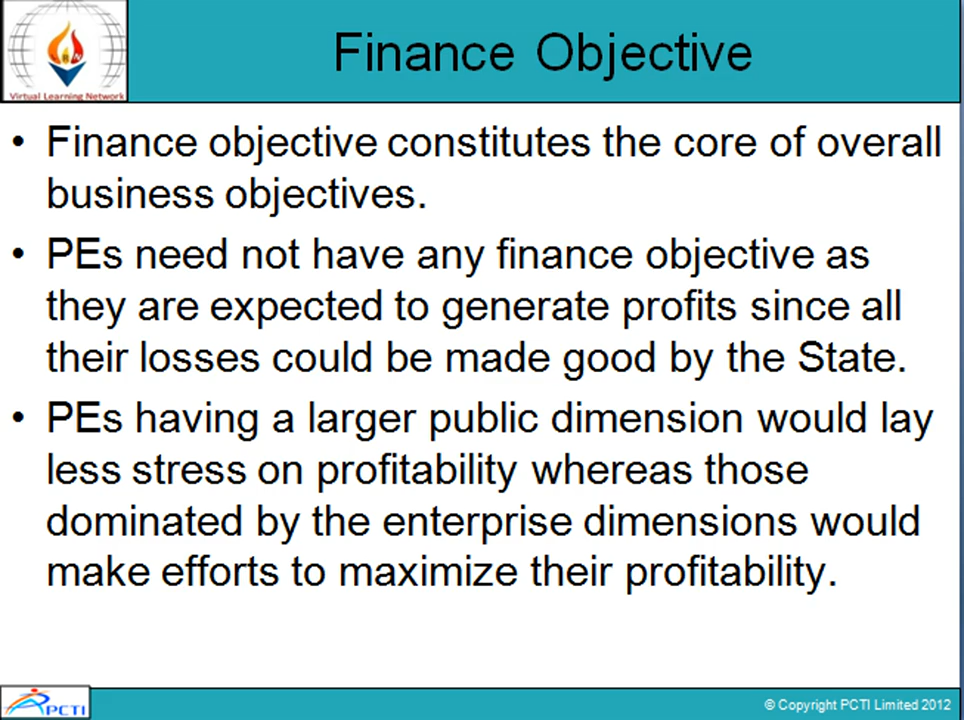 Finance Objective
Virtual Learning Network
• Finance objective constitutes the core of overall
business objectives.
• PEs need not have any finance objective as
they are expected to generate profits since all
their losses could be made good by the State.
• PEs having a larger public dimension would lay
less stress on profitability whereas those
dominated by the enterprise dimensions would
make efforts to maximize their profitability.
PCTI
© Copyright PCTI Limited 2012